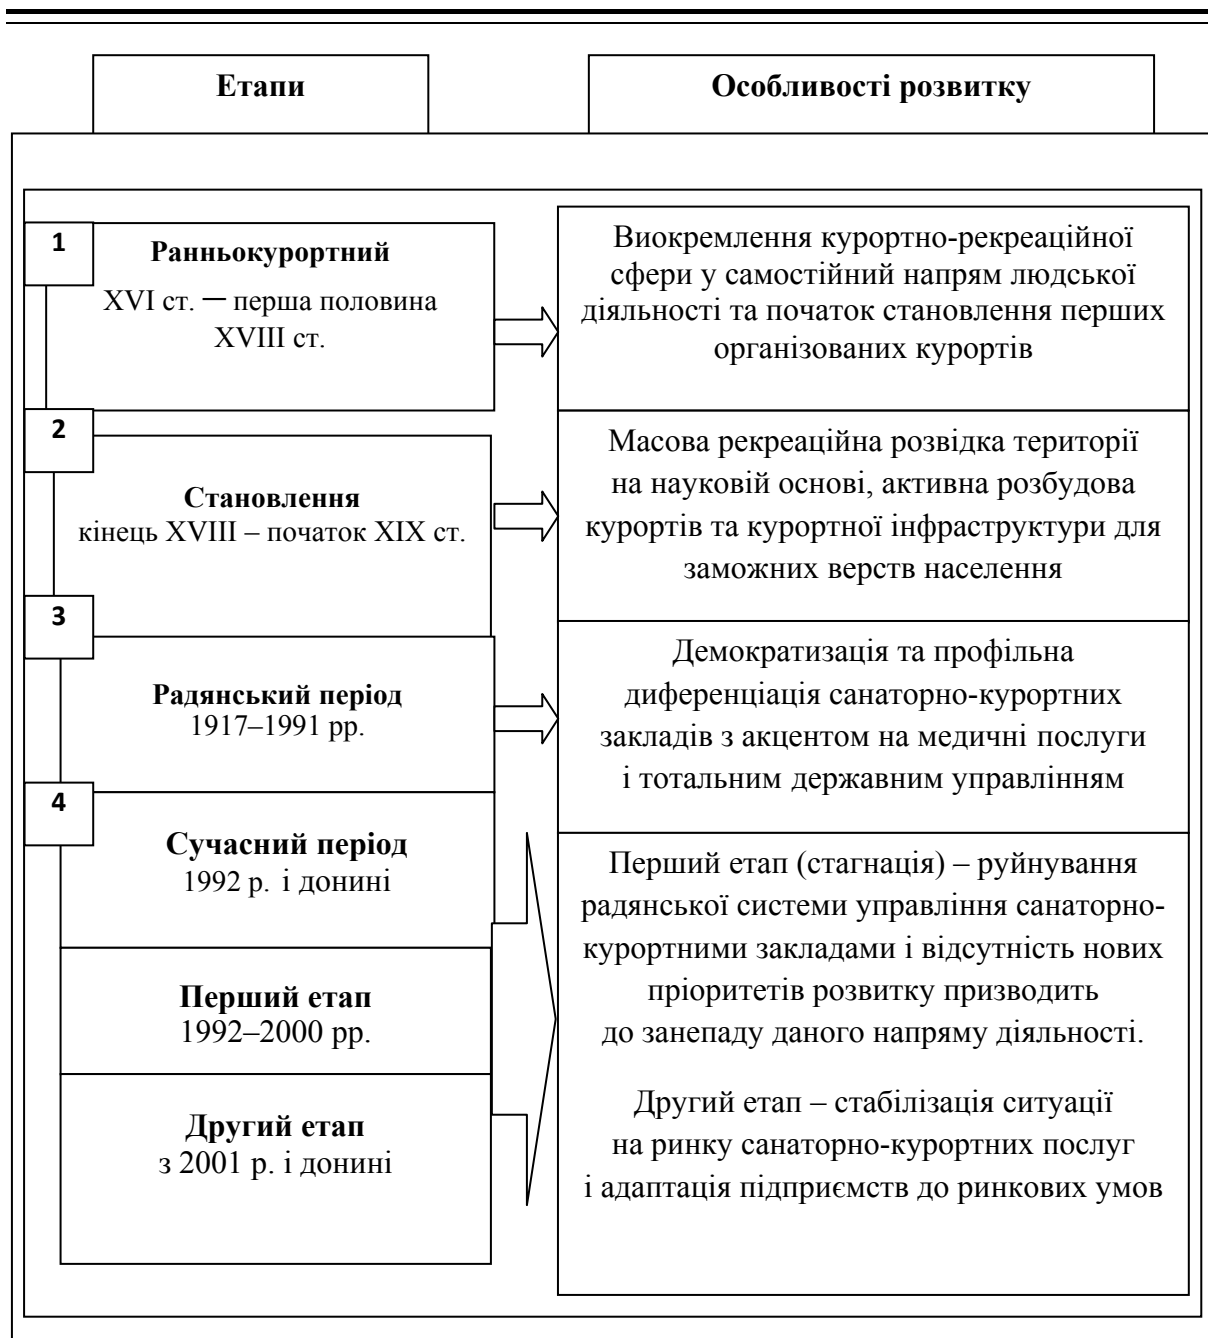 Етапи
Особливості розвитку
1
Ранньокурортний
XVI ст. — перша половина
XVIII ст.
Виокремлення курортно-рекреаційної
сфери у самостійний напрям людської
діяльності та початок становлення перших
організованих курортів
2
Становлення
кінець XVIII – початок XIX ст.
Масова рекреаційна розвідка території
на науковій основі, активна розбудова
курортів та курортної інфраструктури для
заможних верств населення
3
Радянський період
1917–1991 рр.
Демократизація та профільна
диференціація санаторно-курортних
закладів з акцентом на медичні послуги
і тотальним державним управлінням
4
Сучасний період
1992 р. і донині
Перший етап
1992–2000 рр.
Другий етап
з 2001 р. і донині
Перший етап (стагнація) – руйнування
радянської системи управління санаторно-
курортними закладами і відсутність нових
пріоритетів розвитку призводить
до занепаду даного напряму діяльності.
Другий етап – стабілізація ситуації
на ринку санаторно-курортних послуг
і адаптація підприємств до ринкових умов